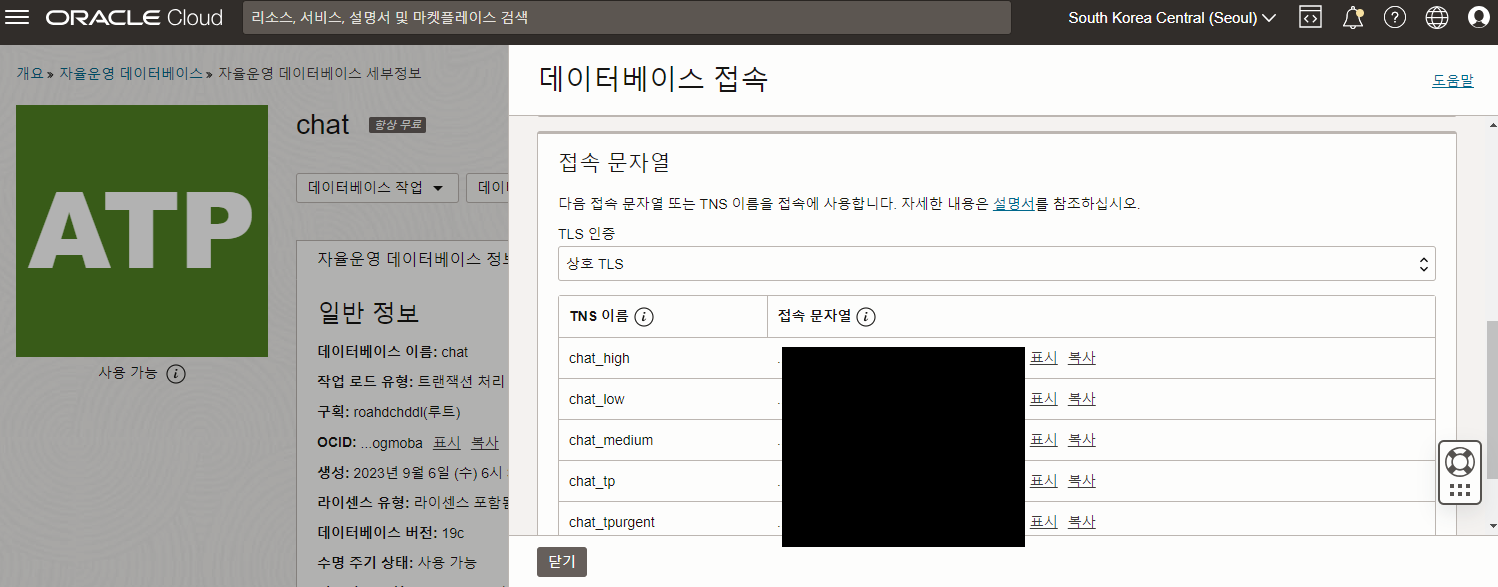 ORACLE Cloud
리소스, 서비스, 설명서 및 마켓플레이스 검색
South Korea Central (Seoul)
개요 » 자율운영 데이터베이스 » 자율운영 데이터베이스 세부정보
ATP
사용 가능
chat 항상 무료
데이터베이스 작업
자율운영 데이터베이스
일반 정보
데이터베이스 이름: chat
작업 로드 유형: 트랜잭션 처리
구획: roahdchddl(루트)
OCID: ...ogmoba 표시 복사
생성: 2023년 9월 6일 (수) 6시
라이센스 유형: 라이센스
데이터베이스 버전: 19c
수명 주기 상태: 사용 가능
데이터베이스 접속
도움말
접속 문자열
다음 접속 문자열 또는 TNS 이름을 접속에 사용합니다. 자세한 내용은 설명서를 참조하십시오.
TLS 인증
상호 TLS
TNS 이름 접속 문자열
chat_high 표시 복사
chat_low 표시 복사
chat_medium 표시 복사
chat_tp 표시 복사
chat_tpurgent 표시 복사
닫기